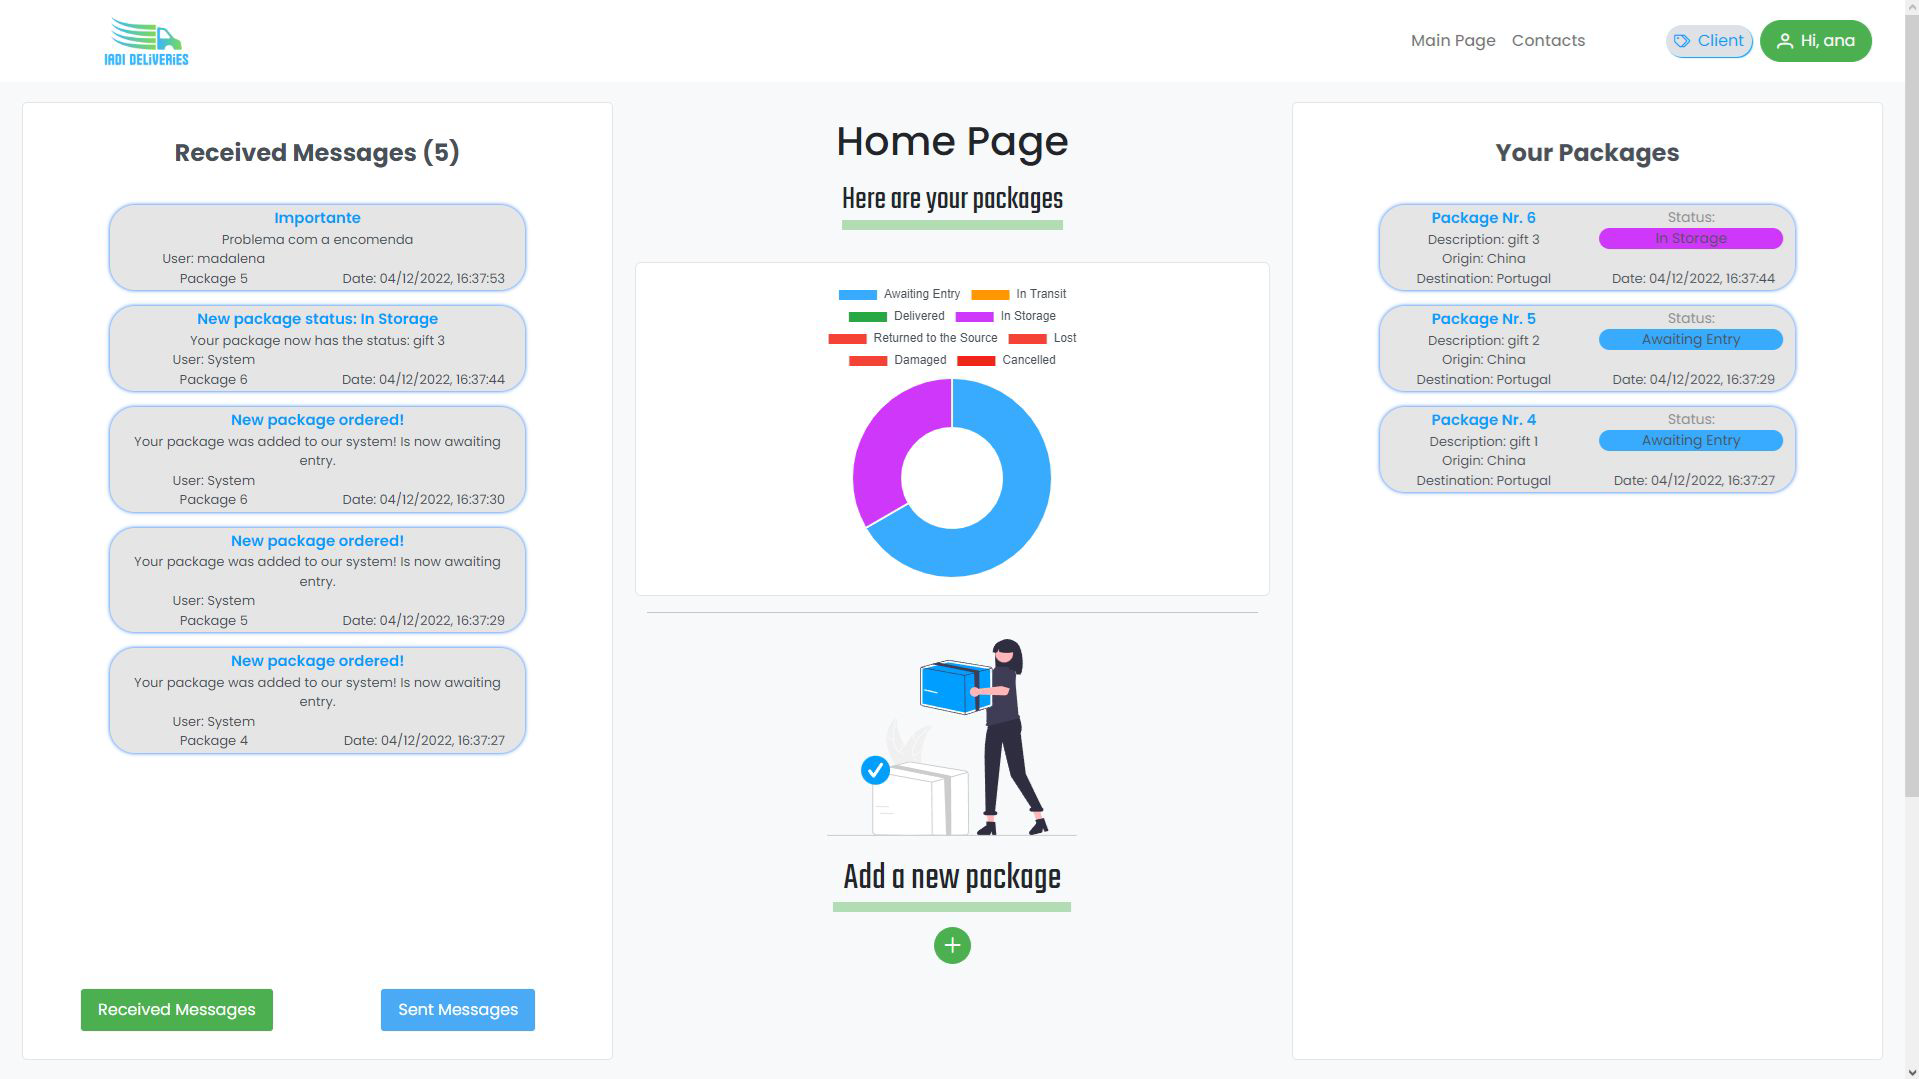 IADI DELIVERIES
Main Page
Contacts
Client
Hi, ana
Received Messages (5)
Importante
Problema com a encomenda
User: madalena
Package 5
Date: 04/12/2022, 16:37:53
New package status: In Storage
Your package now has the status: gift 3
User: System
Package 6
Date: 04/12/2022, 16:37:44
New package ordered!
Your package was added to our system! Is now awaiting
entry.
User: System
Package 6
Date: 04/12/2022, 16:37:30
New package ordered!
Your package was added to our system! Is now awaiting
entry.
User: System
Package 5
Date: 04/12/2022, 16:37:29
New package ordered!
Your package was added to our system! Is now awaiting
entry.
User: System
Package 4
Date: 04/12/2022, 16:37:27
Received Messages
Sent Messages
Home Page
Here are your packages
Awaiting Entry
In Transit
Delivered
In Storage
Returned to the Source
Lost
Damaged
Cancelled
Add a new package
Your Packages
Package Nr. 6
Description: gift 3
Origin: China
Destination: Portugal
Status:
In Storage
Date: 04/12/2022, 16:37:44
Package Nr. 5
Description: gift 2
Origin: China
Destination: Portugal
Status:
Awaiting Entry
Date: 04/12/2022, 16:37:29
Package Nr. 4
Description: gift 1
Origin: China
Destination: Portugal
Status:
Awaiting Entry
Date: 04/12/2022, 16:37:27